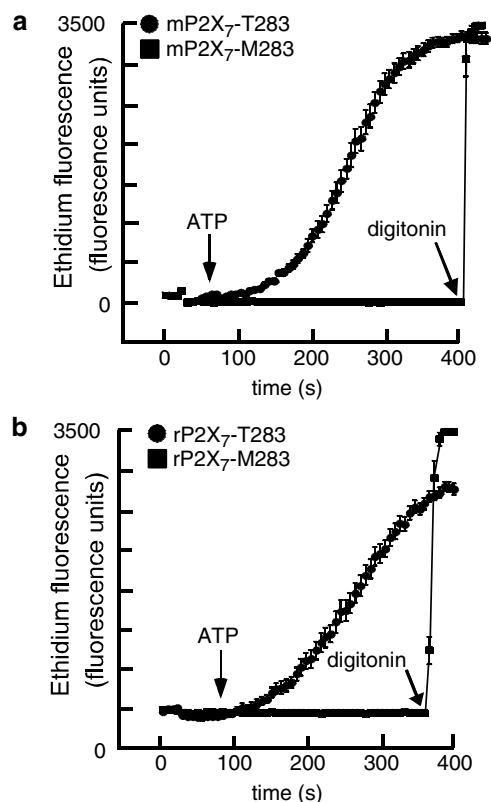 a
3500
mP2X7-T283
mP2X7-M283
Ethidium fluorescence
(fluorescence units)
ATP
digitonin
0
0 100 200 300 400
time (s)
b
3500
rP2X7-T283
rP2X7-M283
Ethidium fluorescence
(fluorescence units)
ATP
digitonin
0
0 100 200 300 400
time (s)